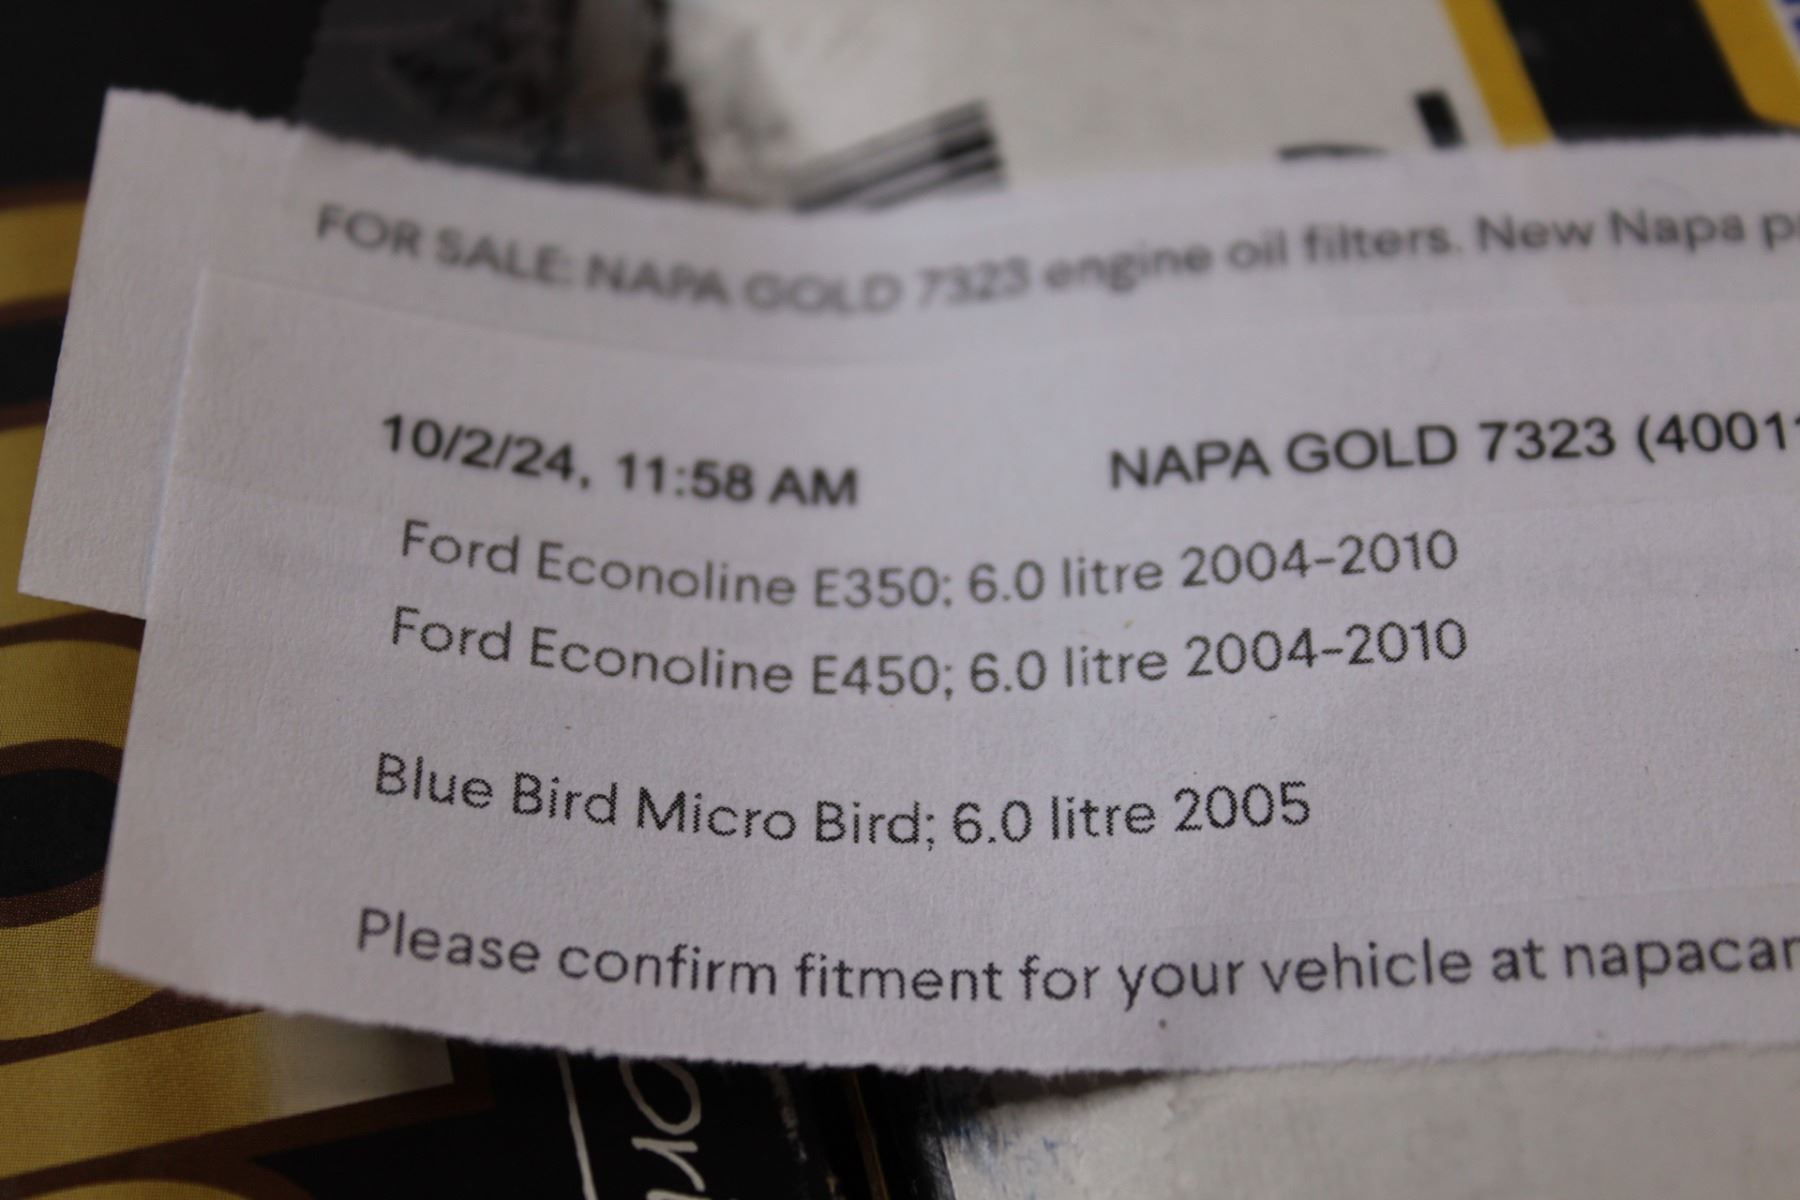 FOR SALE: NAPA GOLD 7323 engine oil filters. New Napa
10/2/24, 11:58 AM NAPA GOLD 7323 (4001
Ford Econoline E350; 6.0 litre 2004-2010
Ford Econoline E450; 6.0 litre 2004-2010
Blue Bird Micro Bird; 6.0 litre 2005
Please confirm fitment for your vehicle at napacan